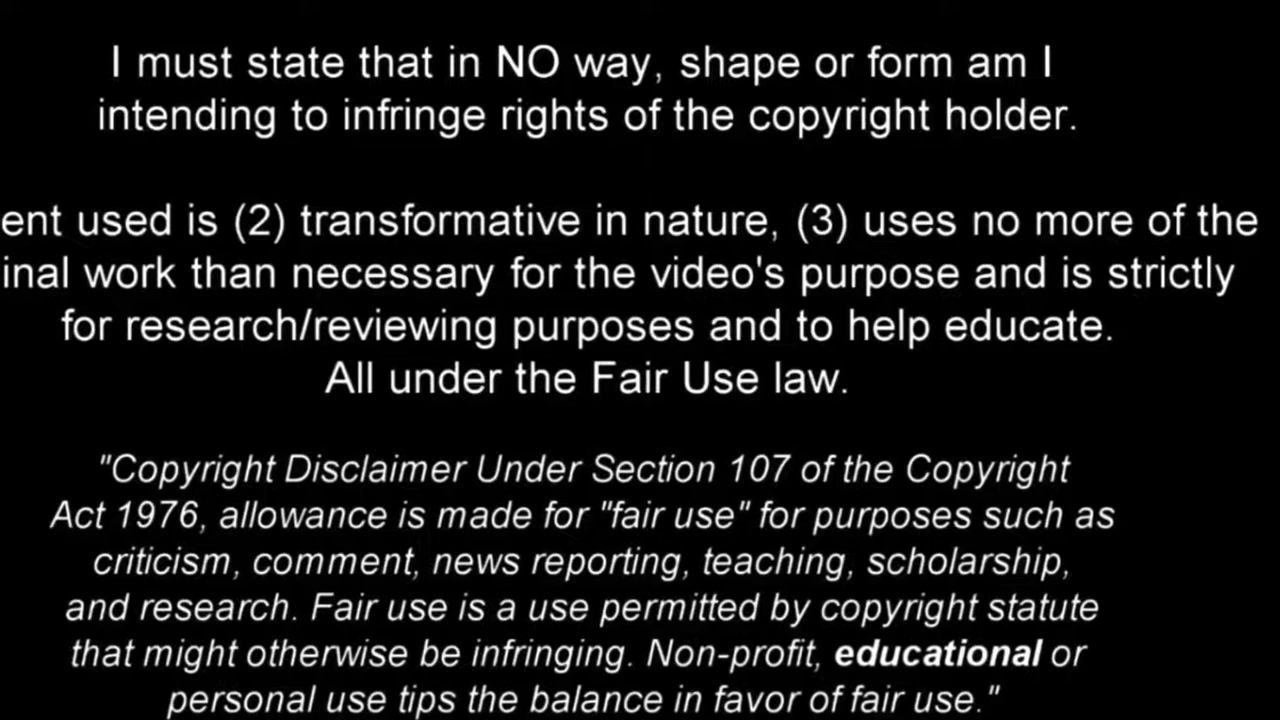 I must state that in NO way, shape or form am I
intending to infringe rights of the copyright holder.
ent used is (2) transformative in nature, (3) uses no more of the
inal work than necessary for the video's purpose and is strictly
for research/reviewing purposes and to help educate.
All under the Fair Use law.
"Copyright Disclaimer Under Section 107 of the Copyright
Act 1976, allowance is made for "fair use" for purposes such as
criticism, comment, news reporting, teaching, scholarship,
and research. Fair use is a use permitted by copyright statute
that might otherwise be infringing. Non-profit, educational or
personal use tips the balance in favor of fair use."